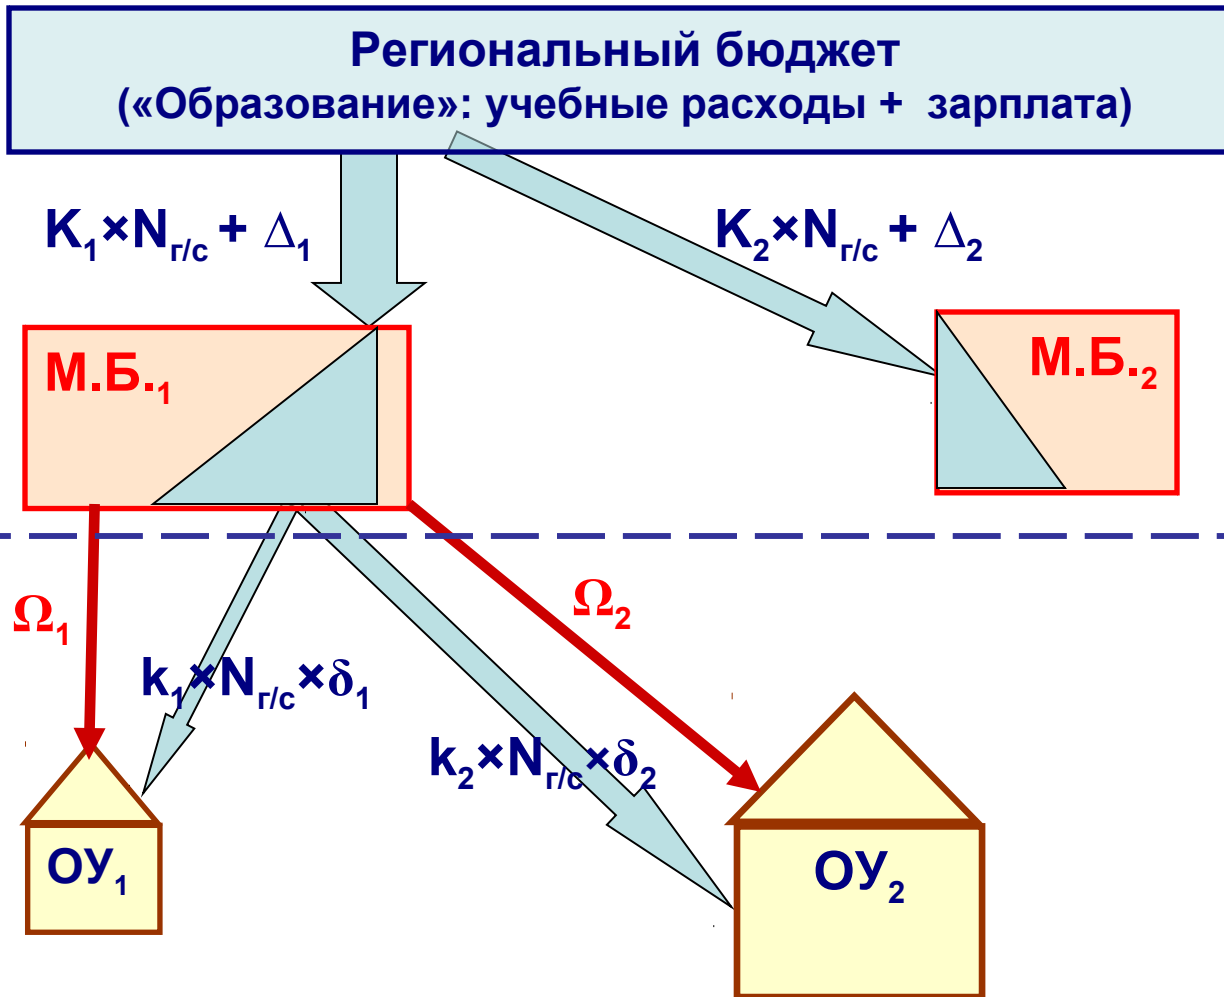 Региональный бюджет
(«Образование»: учебные расходы + зарплата)
K₁×Nг/с + Δ₁
K₂×Nг/с + Δ₂
М.Б.₁
М.Б.₂
Ω₁
Ω₂
k₁×Nг/с×δ₁
k₂×Nг/с×δ₂
ОУ₁
ОУ₂